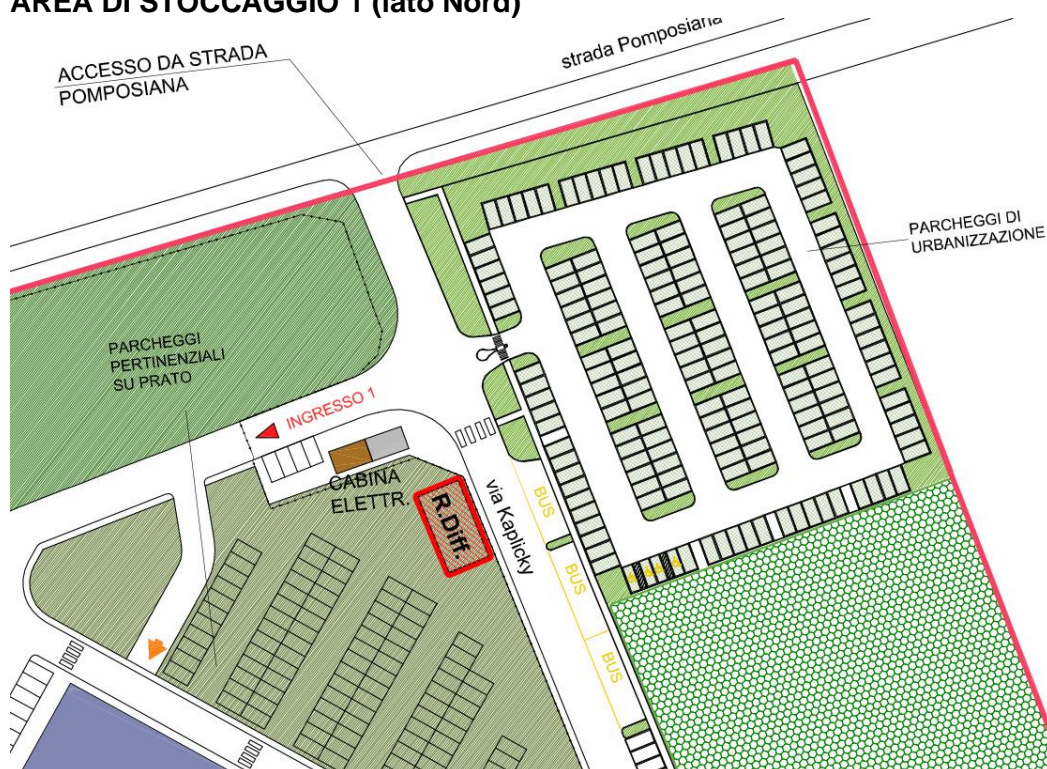 AREA DI STOCCAGGIO 1 (lato Nord)
strada Pomposiana
ACCESSO DA STRADA
POMPOSIANA
PARCHEGGI DI
URBANIZZAZIONE
PARCHEGGI
PERTINENZIALI
SU PRATO
INGRESSO 1
CABINA
ELETTR.
R.Diff.
via Kaplicky
BUS
BUS
BUS